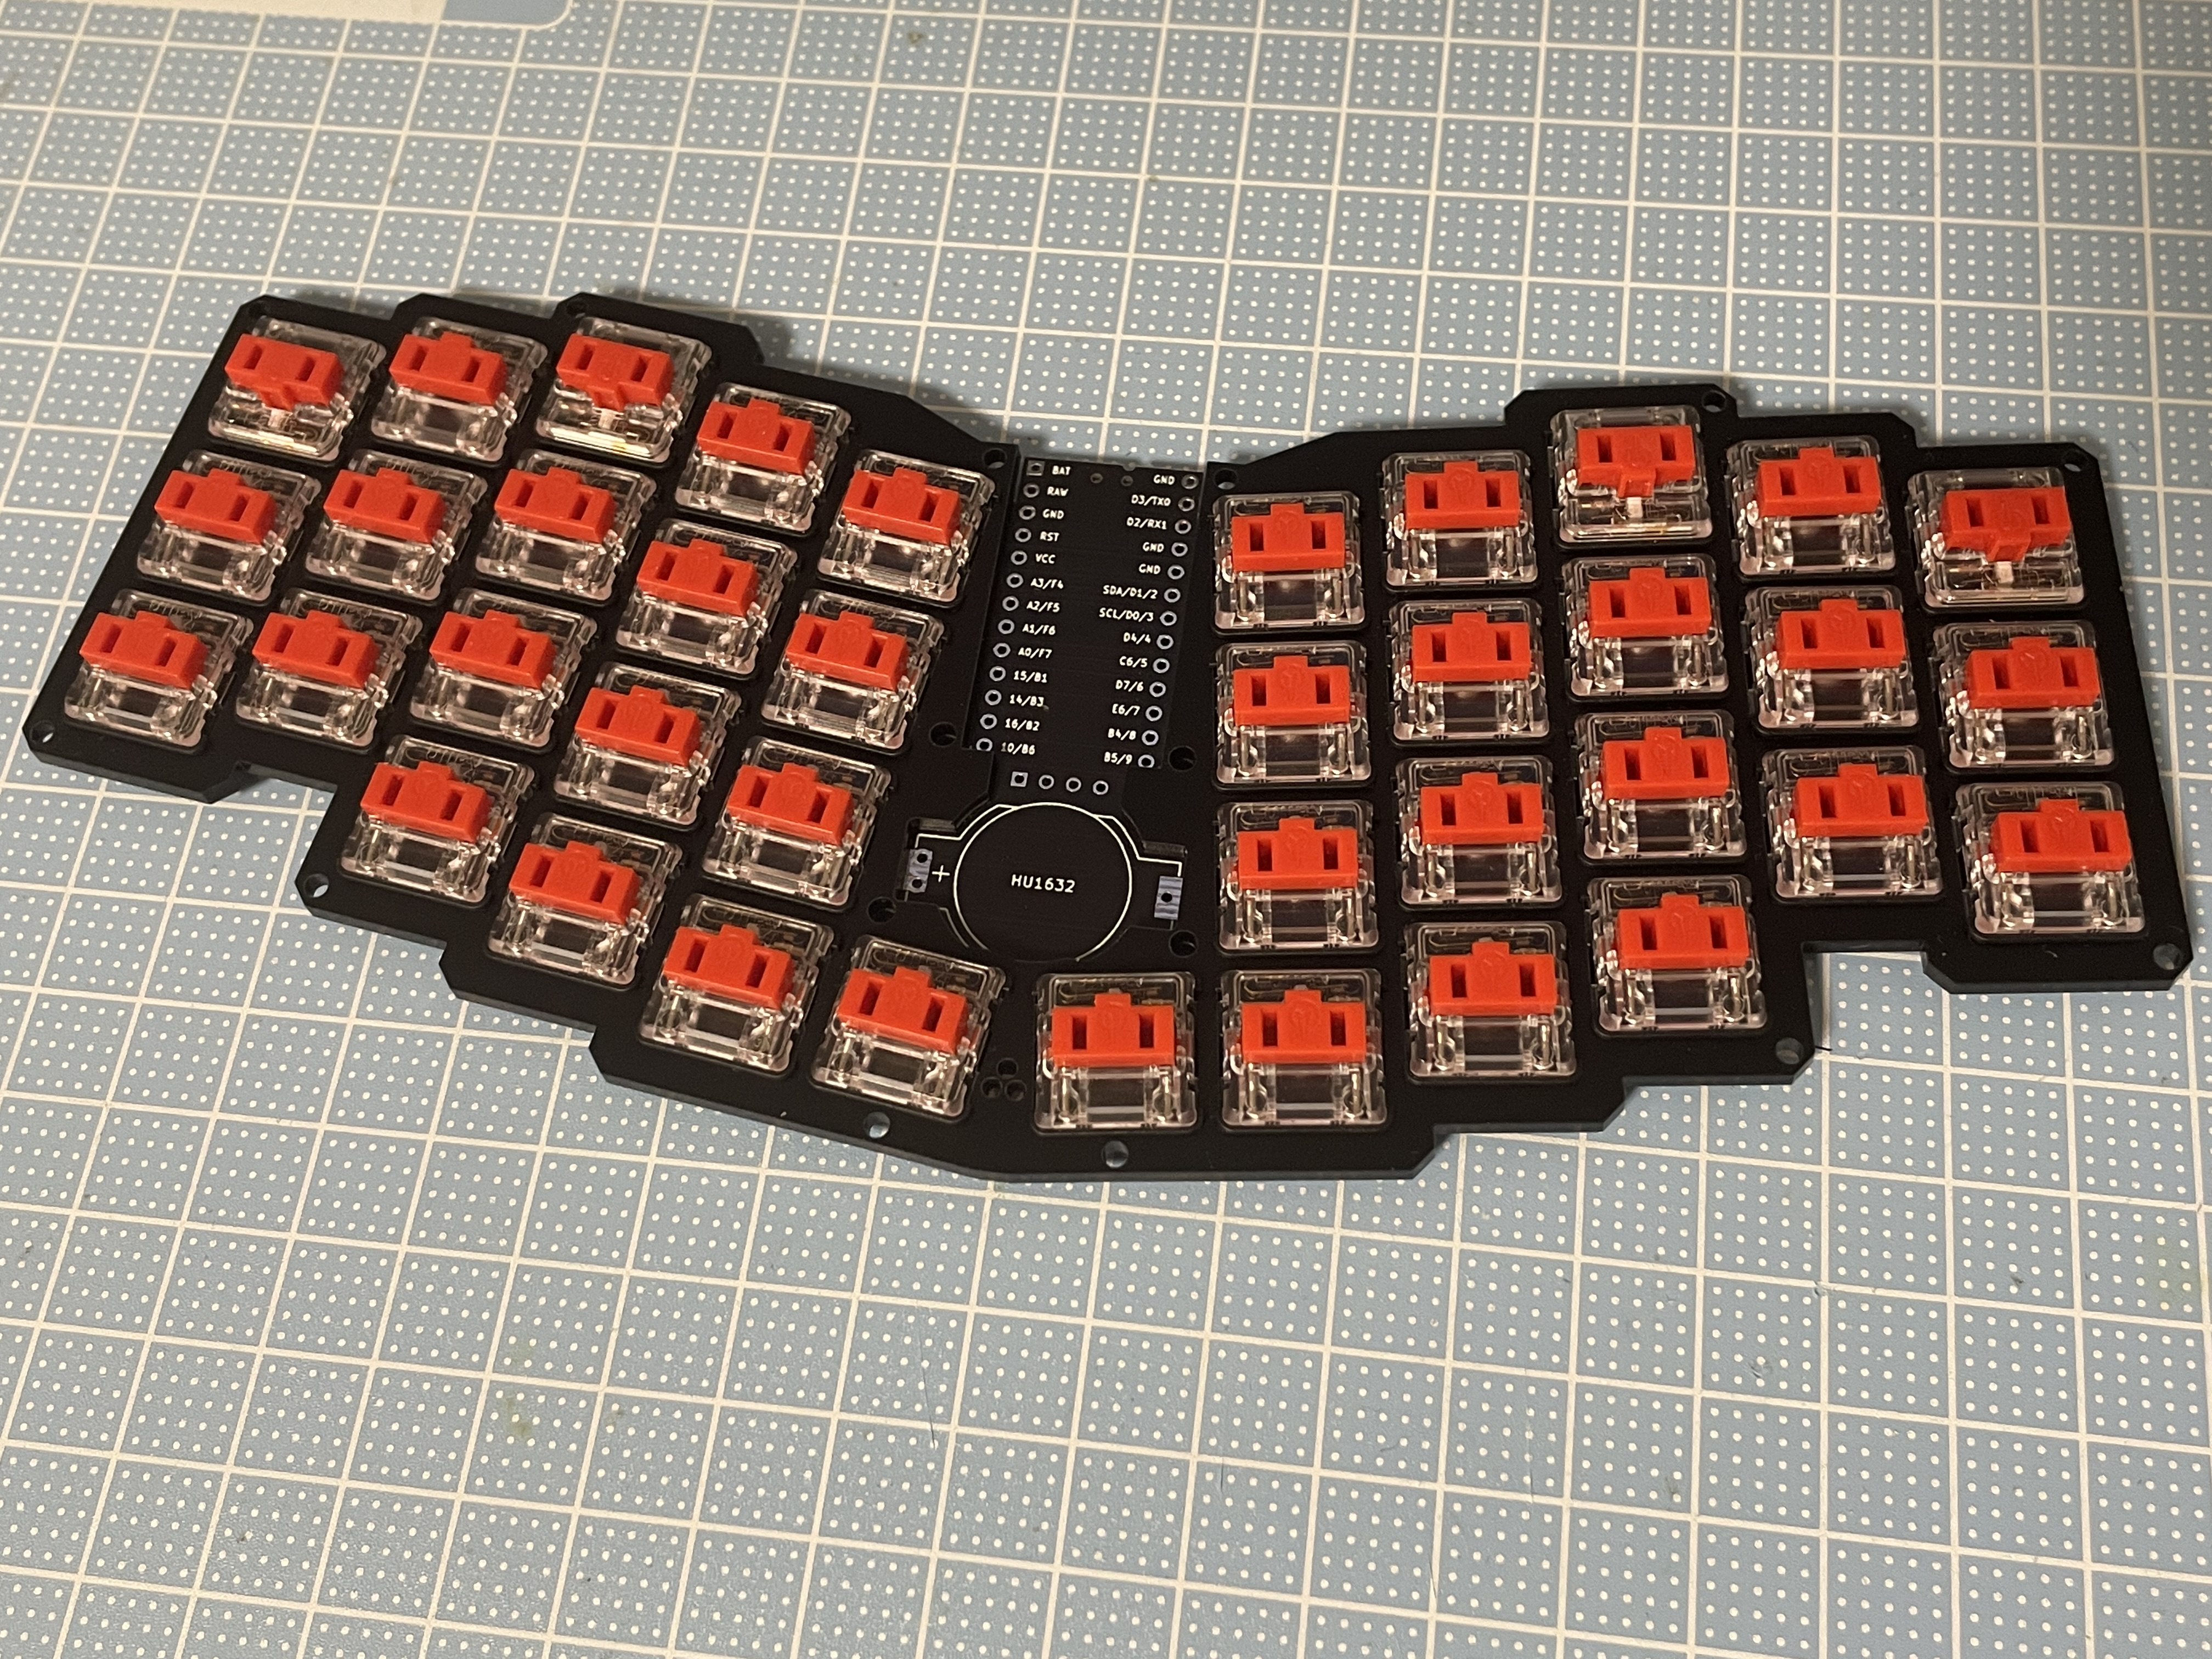 BAT
RAW
GND
RST
VCC
A3/F4
A2/F5
A1/F6
A0/F7
15/B1
14/B3
16/B2
10/B6
GND
D3/TX0
D2/RX1
GND
GND
SDA/D1/2
SCL/D0/3
D4/4
C6/5
D7/6
E6/7
B4/8
B5/9
+
HU1632